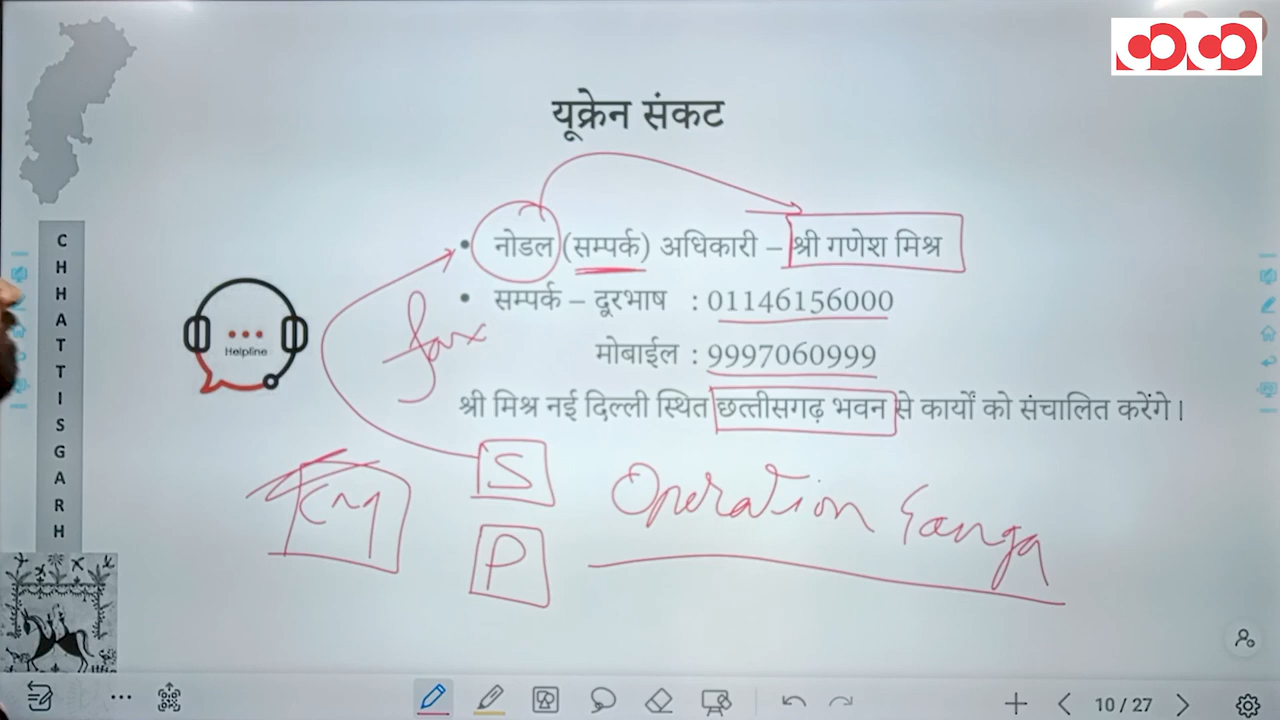 यूक्रेन संकट
• नोडल (सम्पर्क) अधिकारी – श्री गणेश मिश्र
• सम्पर्क – दूरभाष : 01146156000
मोबाईल : 9997060999
श्री मिश्र नई दिल्ली स्थित छत्तीसगढ़ भवन से कार्यों को संचालित करेंगे।
CHHATTISGARH
Helpline
fax
S
P
Operation Ganga
10 / 27